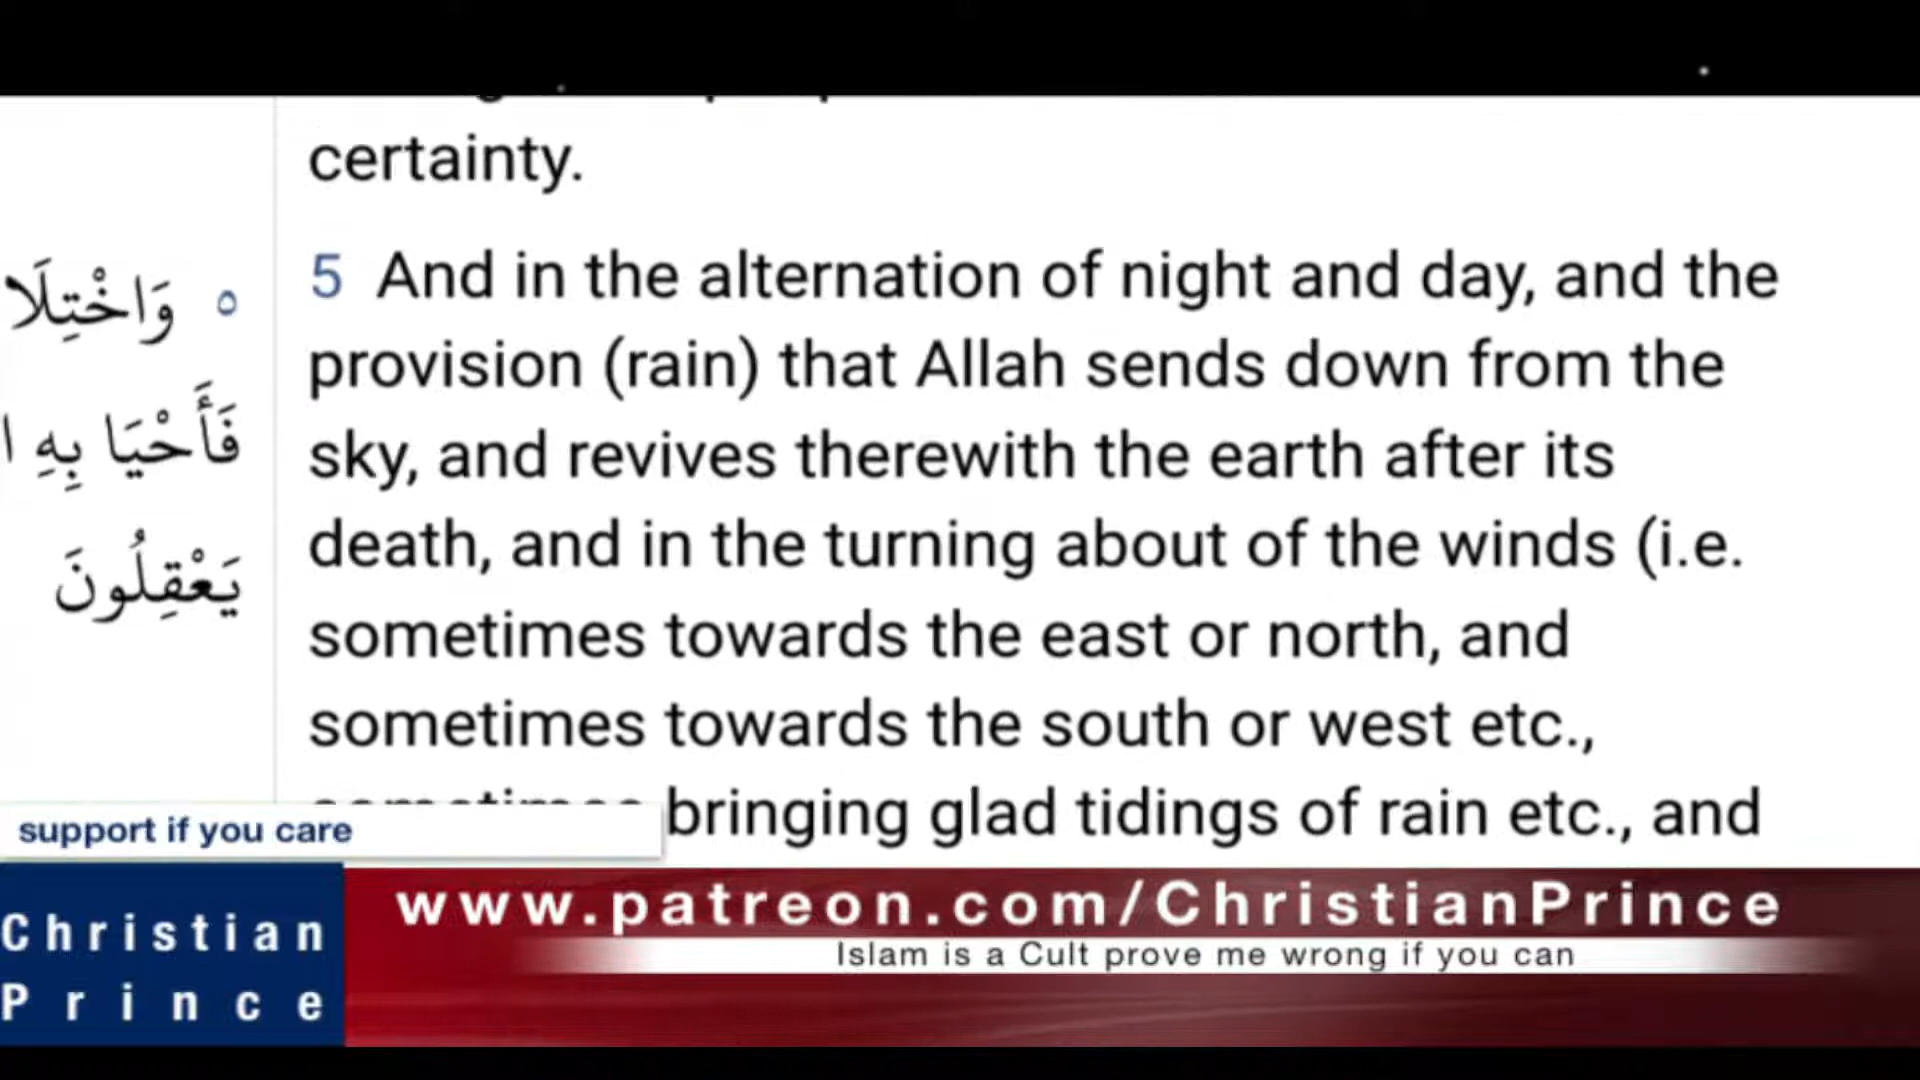 certainty.
5 And in the alternation of night and day, and the
provision (rain) that Allah sends down from the
sky, and revives therewith the earth after its
death, and in the turning about of the winds (i.e.
sometimes towards the east or north, and
sometimes towards the south or west etc.,
bringing glad tidings of rain etc., and
٥ وَاخْتِلَا
فَأَحْيَا بِهِ ا
يَعْقِلُونَ
support if you care
Christian
Prince
www.patreon.com/ChristianPrince
Islam is a Cult prove me wrong if you can